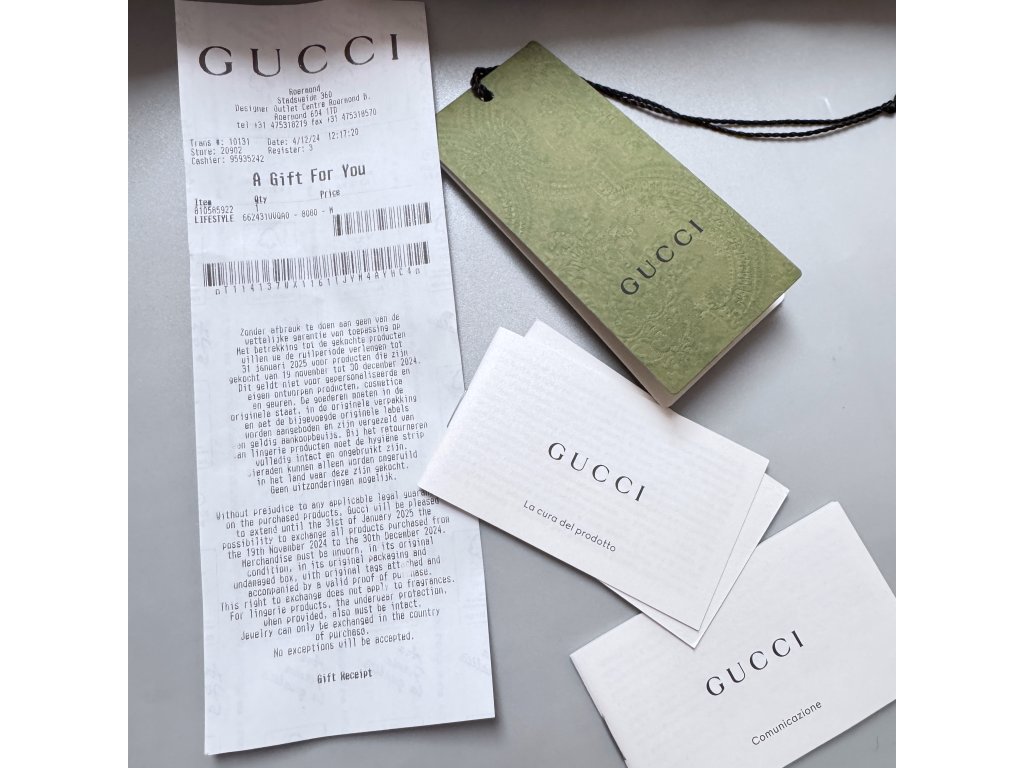 GUCCI
Roermond
Stadsweide 360
Designer Outlet Centre Roermond B.
Roermond 604 1TD
tel +31 475318219 fax +31 475318570
Trans #: 10131 Date: 4/12/24 12:17:20
Store: 20902 Register: 3
Cashier: 95935242
A Gift For You
Item Qty Price
810585922 1
LIFESTYLE 662431UVQA0 - 8080 - M
Zonder afbreuk te doen aan geen van de
wettelijke garantie van toepassing op
Met betrekking tot de gekochte producten
willen we de ruilperiode verlengen tot
31 januari 2025 voor producten die zijn
gekocht van 19 november tot 30 december 2024.
Dit geldt niet voor gepersonaliseerde en
eigen ontworpen producten, cosmetica
en geuren. De goederen moeten in de
originele staat, in de originele verpakking
en met de bijgevoegde originele labels
worden aangeboden en zijn vergezeld van
en geldig aankoopbewijs. Bij het retourneren
an lingerie producten moet de hygiëne strip
volledig intact en ongebruikt zijn.
ieraden kunnen alleen worden omgeruild
in het land waar deze zijn gekocht.
Geen uitzonderingen mogelijk.
Without prejudice to any applicable legal guaran
on the purchased products, Gucci will be pleased
to extend until the 31st of January 2025 the
possibility to exchange all products purchased from
the 19th November 2024 to the 30th December 2024.
Merchandise must be unworn, in its original
condition, in its original packaging and
undamaged box, with original tags attached and
accompanied by a valid proof of purchase.
This right to exchange does not apply to fragrances.
For lingerie products, the underwear protection,
when provided, also must be intact.
Jewelry can only be exchanged in the country
of purchase.
No exceptions will be accepted.
Gift Receipt
GUCCI
GUCCI
La cura del prodotto
GUCCI
Comunicazione